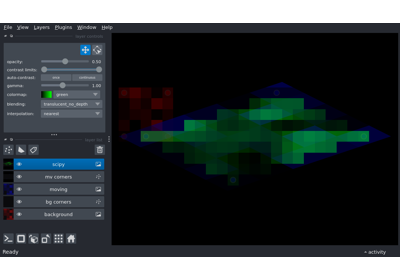 File View Layers Plugins Window Help
opacity: 0.50
contrast limits:
auto-contrast: once continuous
gamma: 1.00
colormap: green
blending: translucent_no_depth
interpolation: nearest
scipy
mv corners
moving
bg corners
background
Ready
activity